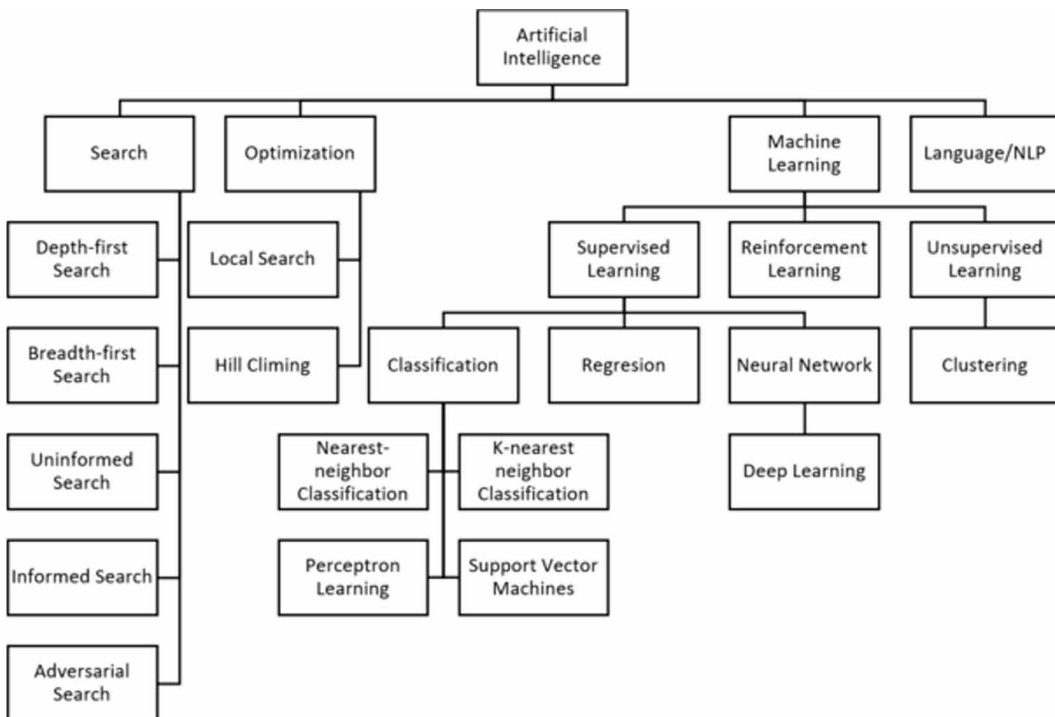 Artificial
Intelligence
Search
Optimization
Machine
Learning
Language/NLP
Depth-first
Search
Local Search
Supervised
Learning
Reinforcement
Learning
Unsupervised
Learning
Breadth-first
Search
Hill Climing
Classification
Regresion
Neural Network
Clustering
Uninformed
Search
Nearest-
neighbor
Classification
K-nearest
neighbor
Classification
Deep Learning
Informed Search
Perceptron
Learning
Support Vector
Machines
Adversarial
Search